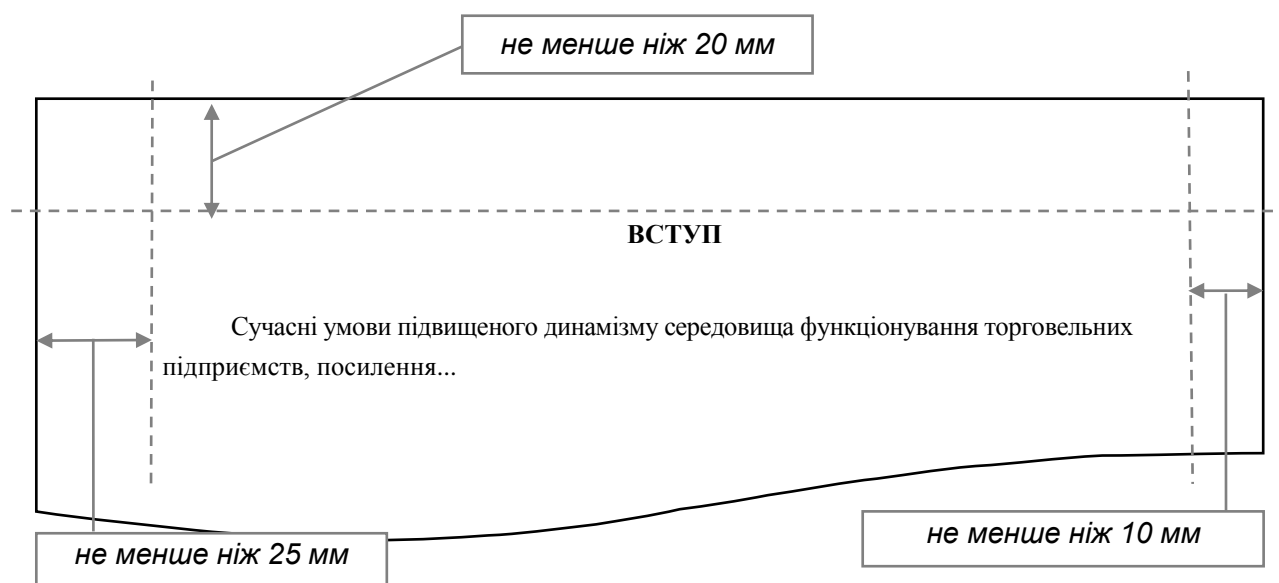 не менше ніж 20 мм
ВСТУП
Сучасні умови підвищеного динамізму середовища функціонування торговельних
підприємств, посилення...
не менше ніж 25 мм
не менше ніж 10 мм